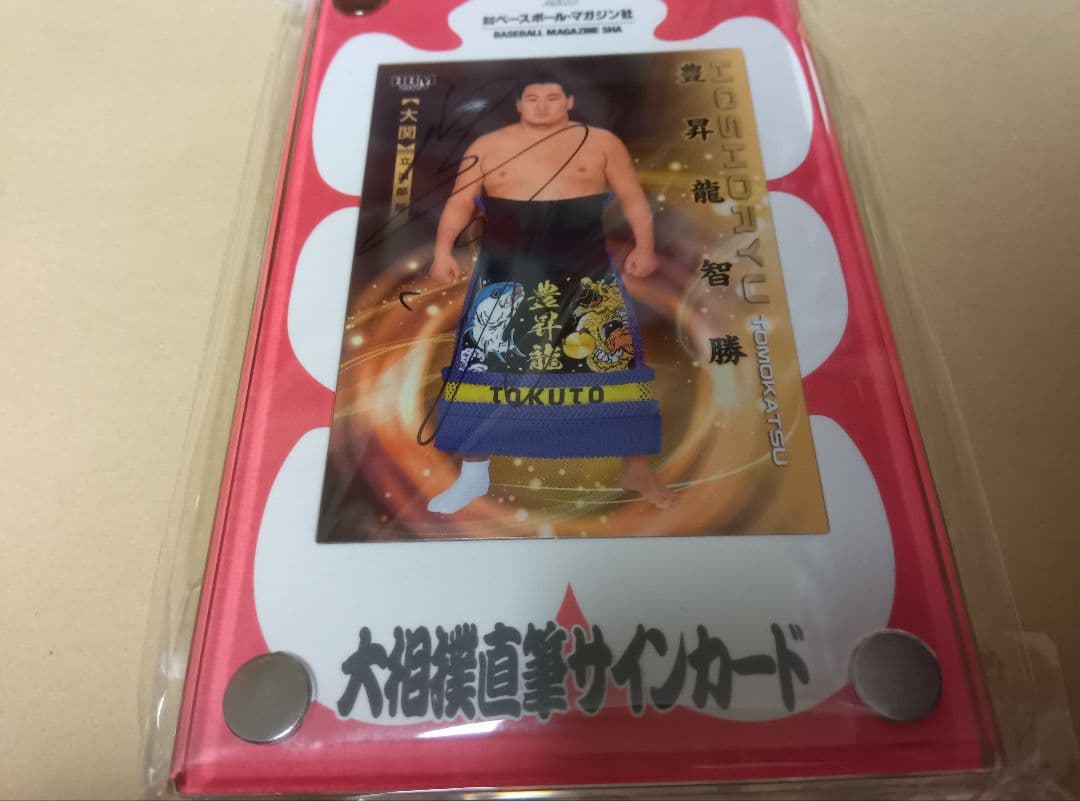 ベースボール・マガジン社
BASEBALL MAGAZINE SHA
BBM
【大関】
豊昇龍智勝
HOSHORYU TOMOKATSU
豊昇龍
TOKUTO
大相撲直筆サインカード